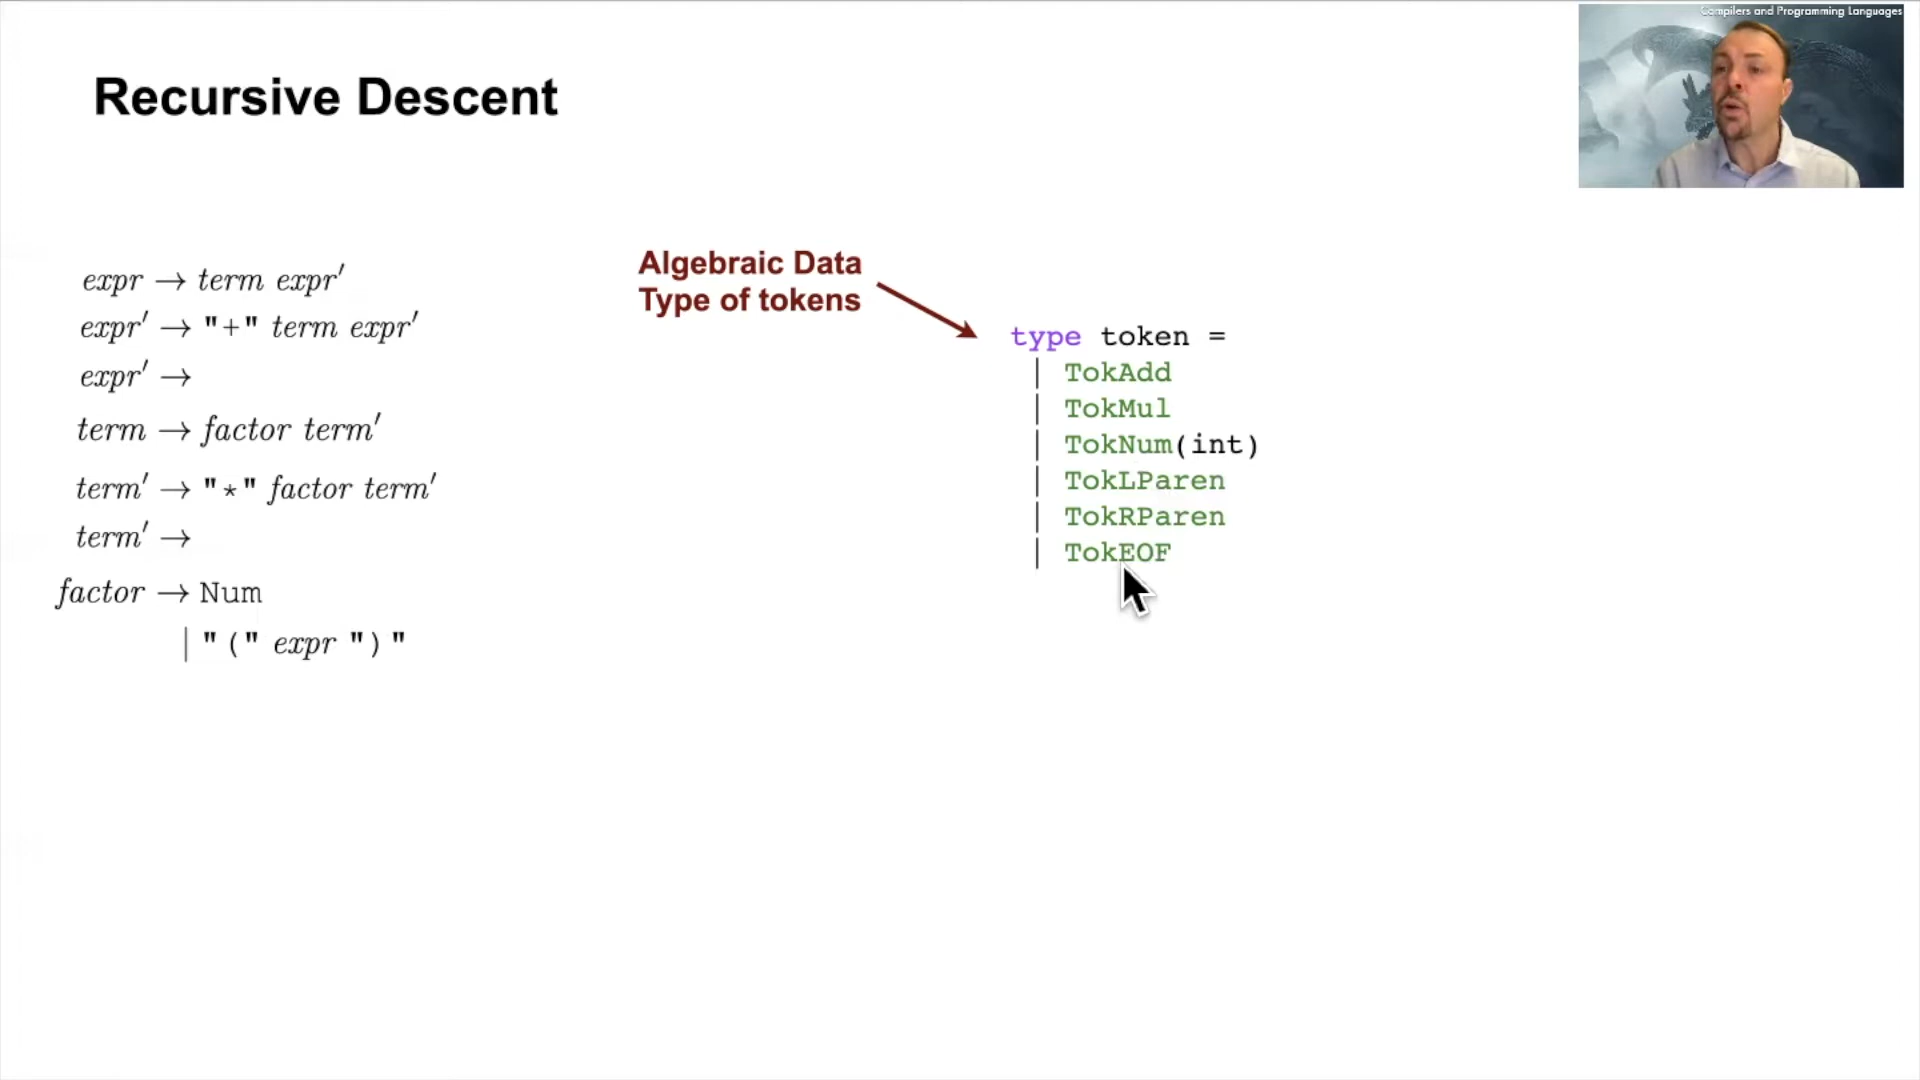 Compilers and Programming Languages
Recursive Descent
expr → term expr′
expr′ → "+" term expr′
expr′ →
term → factor term′
term′ → "*" factor term′
term′ →
factor → Num
| "(" expr ")"
Algebraic Data
Type of tokens
type token =
| TokAdd
| TokMul
| TokNum(int)
| TokLParen
| TokRParen
| TokEOF